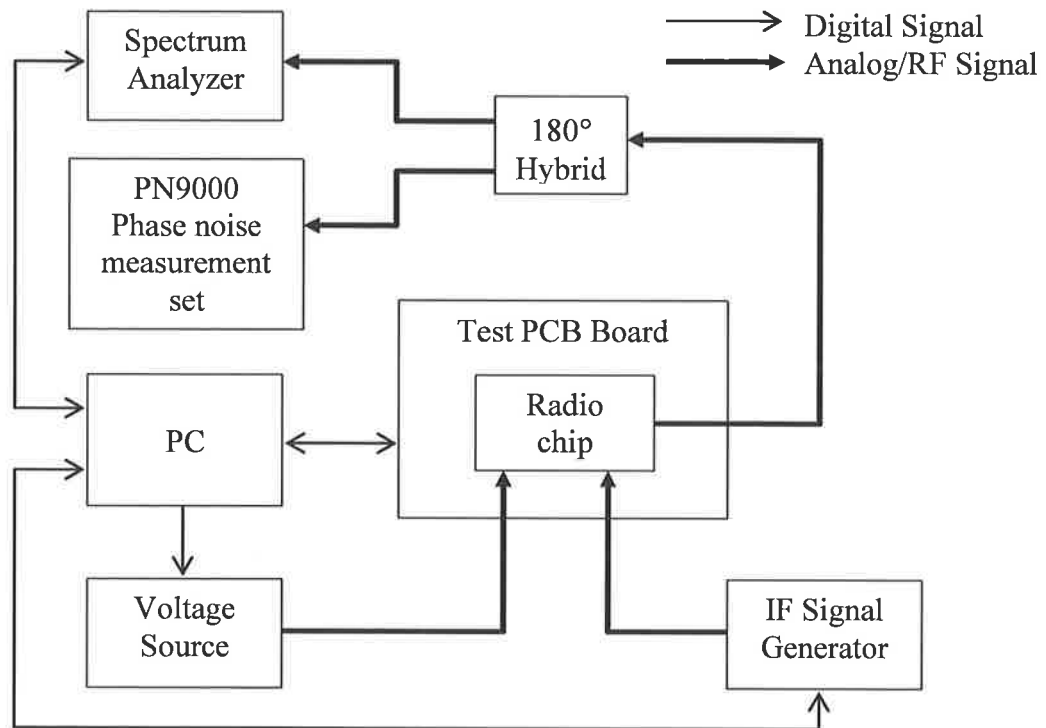 Digital Signal
Analog/RF Signal
Spectrum
Analyzer
180°
Hybrid
PN9000
Phase noise
measurement
set
Test PCB Board
Radio
chip
PC
Voltage
Source
IF Signal
Generator